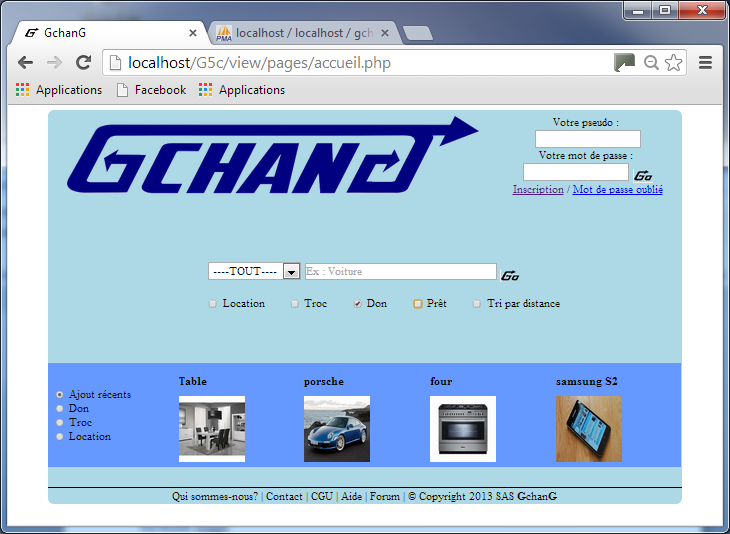 GchanG
localhost / localhost / gch
localhost/G5c/view/pages/accueil.php
Applications Facebook Applications
GCHANG
Votre pseudo :
Votre mot de passe :
Go
Inscription / Mot de passe oublié
----TOUT---- Ex : Voiture Go
Location Troc Don Prêt Tri par distance
Ajout récents
Don
Troc
Location
Table porsche four samsung S2
Qui sommes-nous? | Contact | CGU | Aide | Forum | © Copyright 2013 SAS GchanG